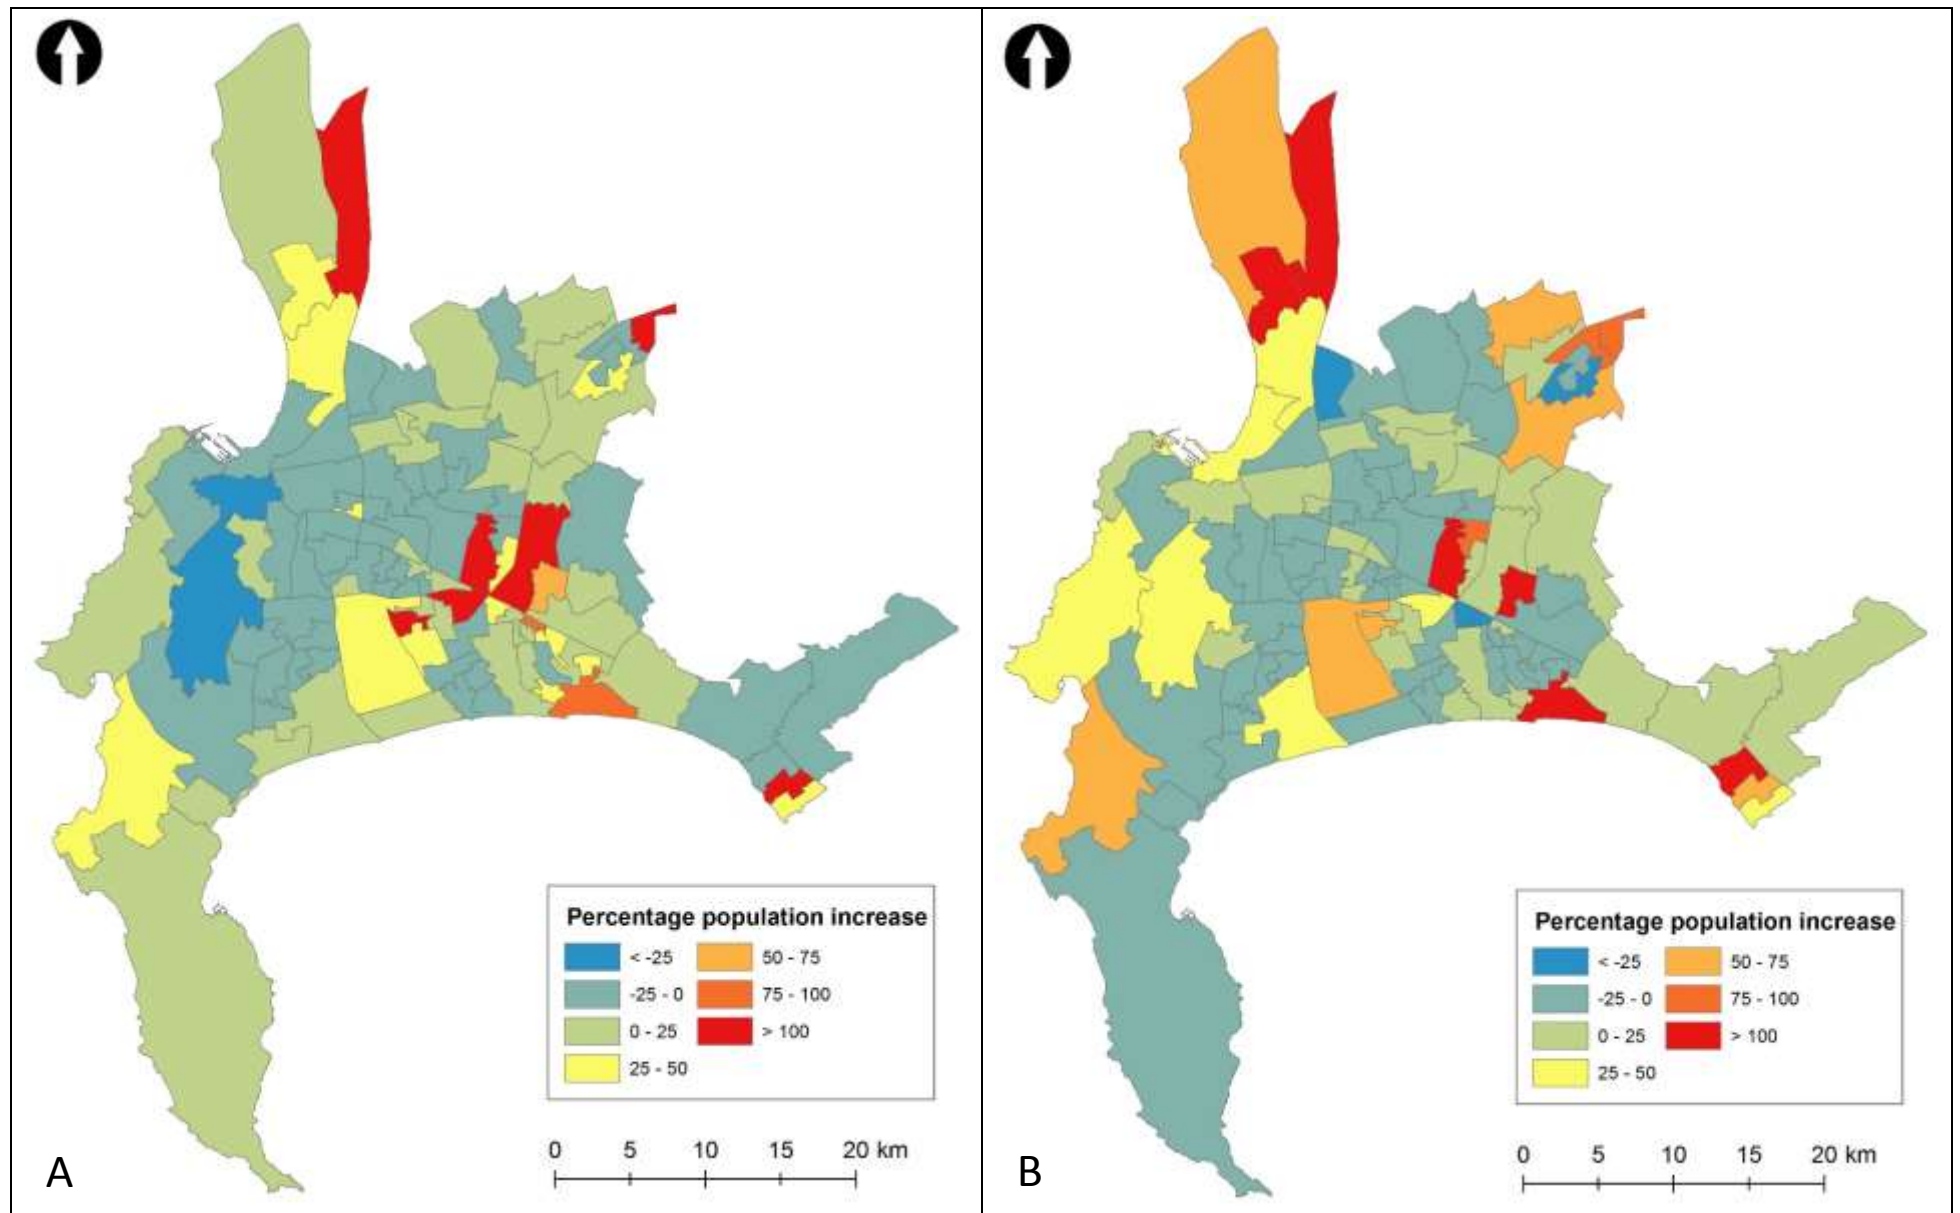 Percentage population increase
< -25 50 - 75
-25 - 0 75 - 100
0 - 25 > 100
25 - 50
0 5 10 15 20 km
A
Percentage population increase
< -25 50 - 75
-25 - 0 75 - 100
0 - 25 > 100
25 - 50
0 5 10 15 20 km
B